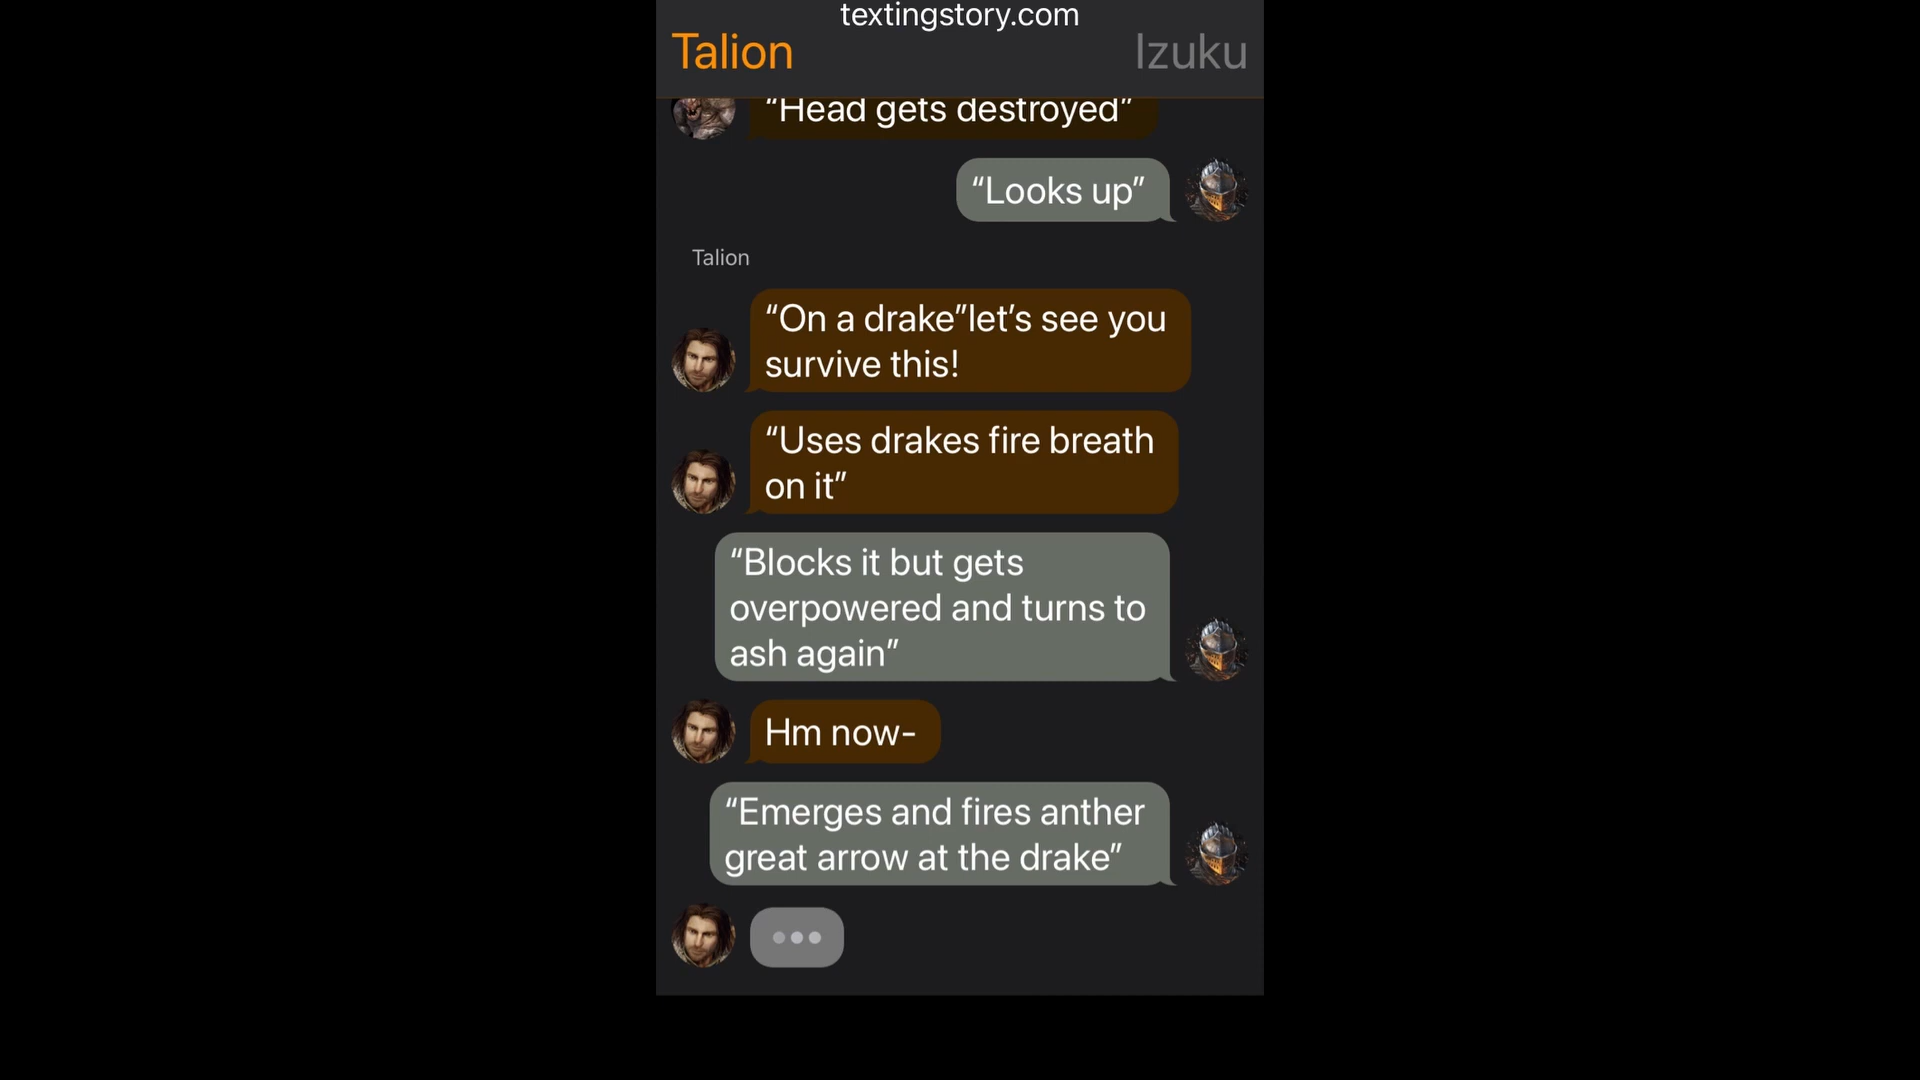 textingstory.com
Talion
Izuku
“Head gets destroyed”
“Looks up”
Talion
“On a drake”let’s see you
survive this!
“Uses drakes fire breath
on it”
“Blocks it but gets
overpowered and turns to
ash again”
Hm now-
“Emerges and fires anther
great arrow at the drake”